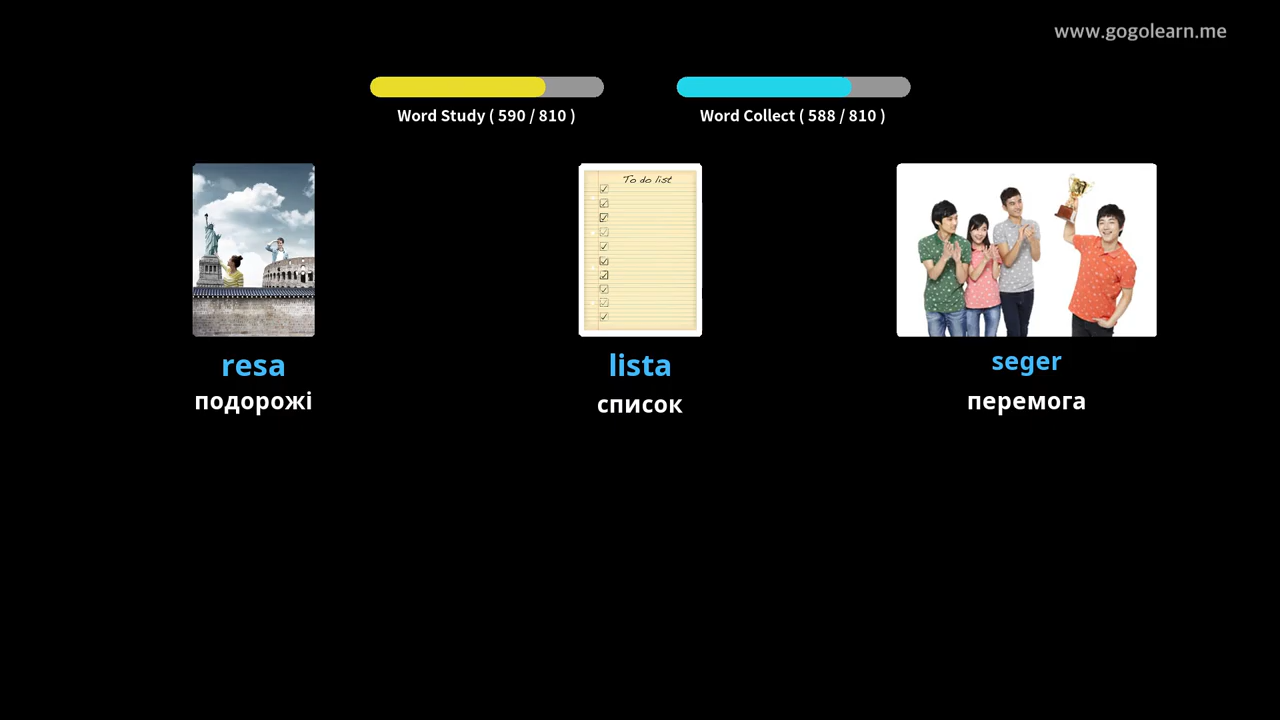 www.gogolearn.me
Word Study ( 590 / 810 )
Word Collect ( 588 / 810 )
To do list
resa
lista
seger
подорожі
список
перемога